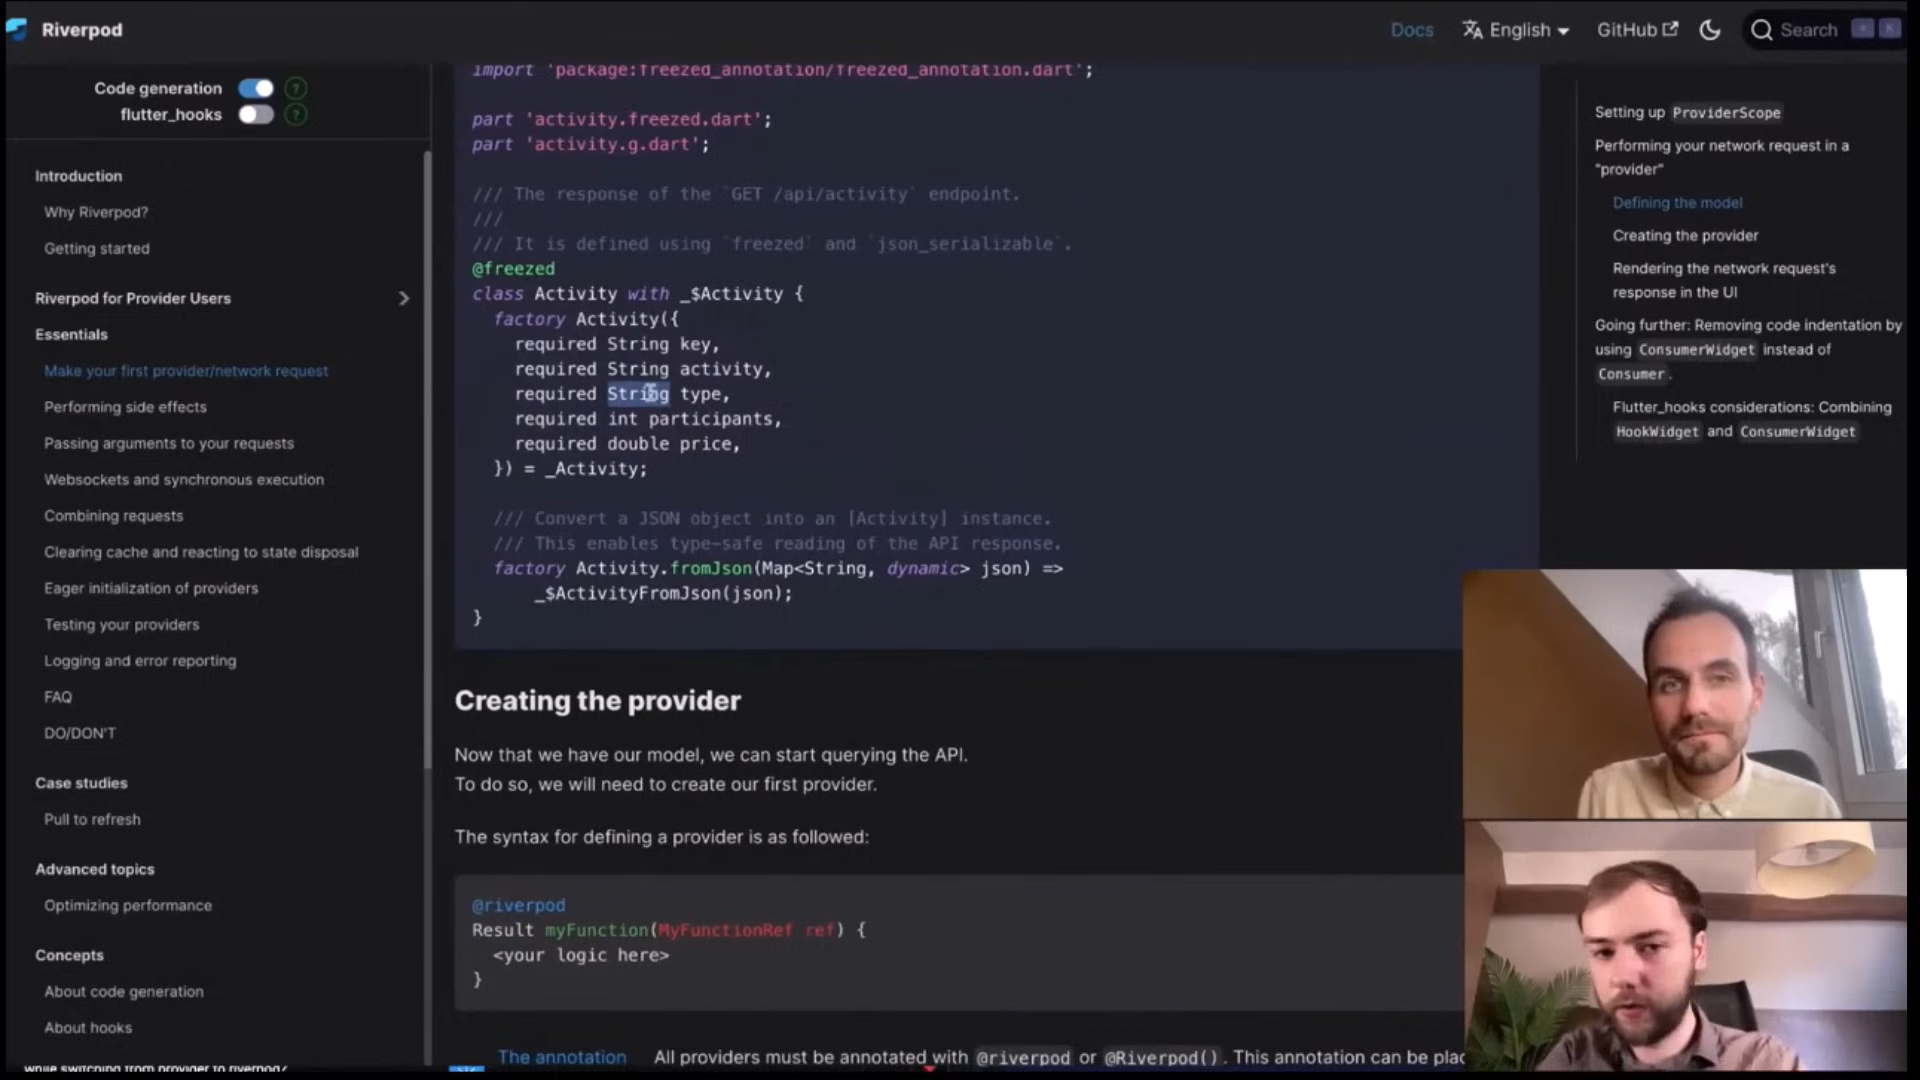 Riverpod
Docs
English
GitHub
Search
Code generation
?
flutter_hooks
?
Introduction
Why Riverpod?
Getting started
Riverpod for Provider Users
Essentials
Make your first provider/network request
Performing side effects
Passing arguments to your requests
Websockets and synchronous execution
Combining requests
Clearing cache and reacting to state disposal
Eager initialization of providers
Testing your providers
Logging and error reporting
FAQ
DO/DON'T
Case studies
Pull to refresh
Advanced topics
Optimizing performance
Concepts
About code generation
About hooks
while switching from provider to riverpod?
import 'package:freezed_annotation/freezed_annotation.dart';
part 'activity.freezed.dart';
part 'activity.g.dart';
/// The response of the `GET /api/activity` endpoint.
///
/// It is defined using `freezed` and `json_serializable`.
@freezed
class Activity with _$Activity {
factory Activity({
required String key,
required String activity,
required String type,
required int participants,
required double price,
}) = _Activity;
/// Convert a JSON object into an [Activity] instance.
/// This enables type-safe reading of the API response.
factory Activity.fromJson(Map<String, dynamic> json) =>
_$ActivityFromJson(json);
}
Creating the provider
Now that we have our model, we can start querying the API.
To do so, we will need to create our first provider.
The syntax for defining a provider is as followed:
@riverpod
Result myFunction(MyFunctionRef ref) {
<your logic here>
}
The annotation All providers must be annotated with @riverpod or @Riverpod(). This annotation can be plac
Setting up ProviderScope
Performing your network request in a
"provider"
Defining the model
Creating the provider
Rendering the network request's
response in the UI
Going further: Removing code indentation by
using ConsumerWidget instead of
Consumer.
Flutter_hooks considerations: Combining
HookWidget and ConsumerWidget